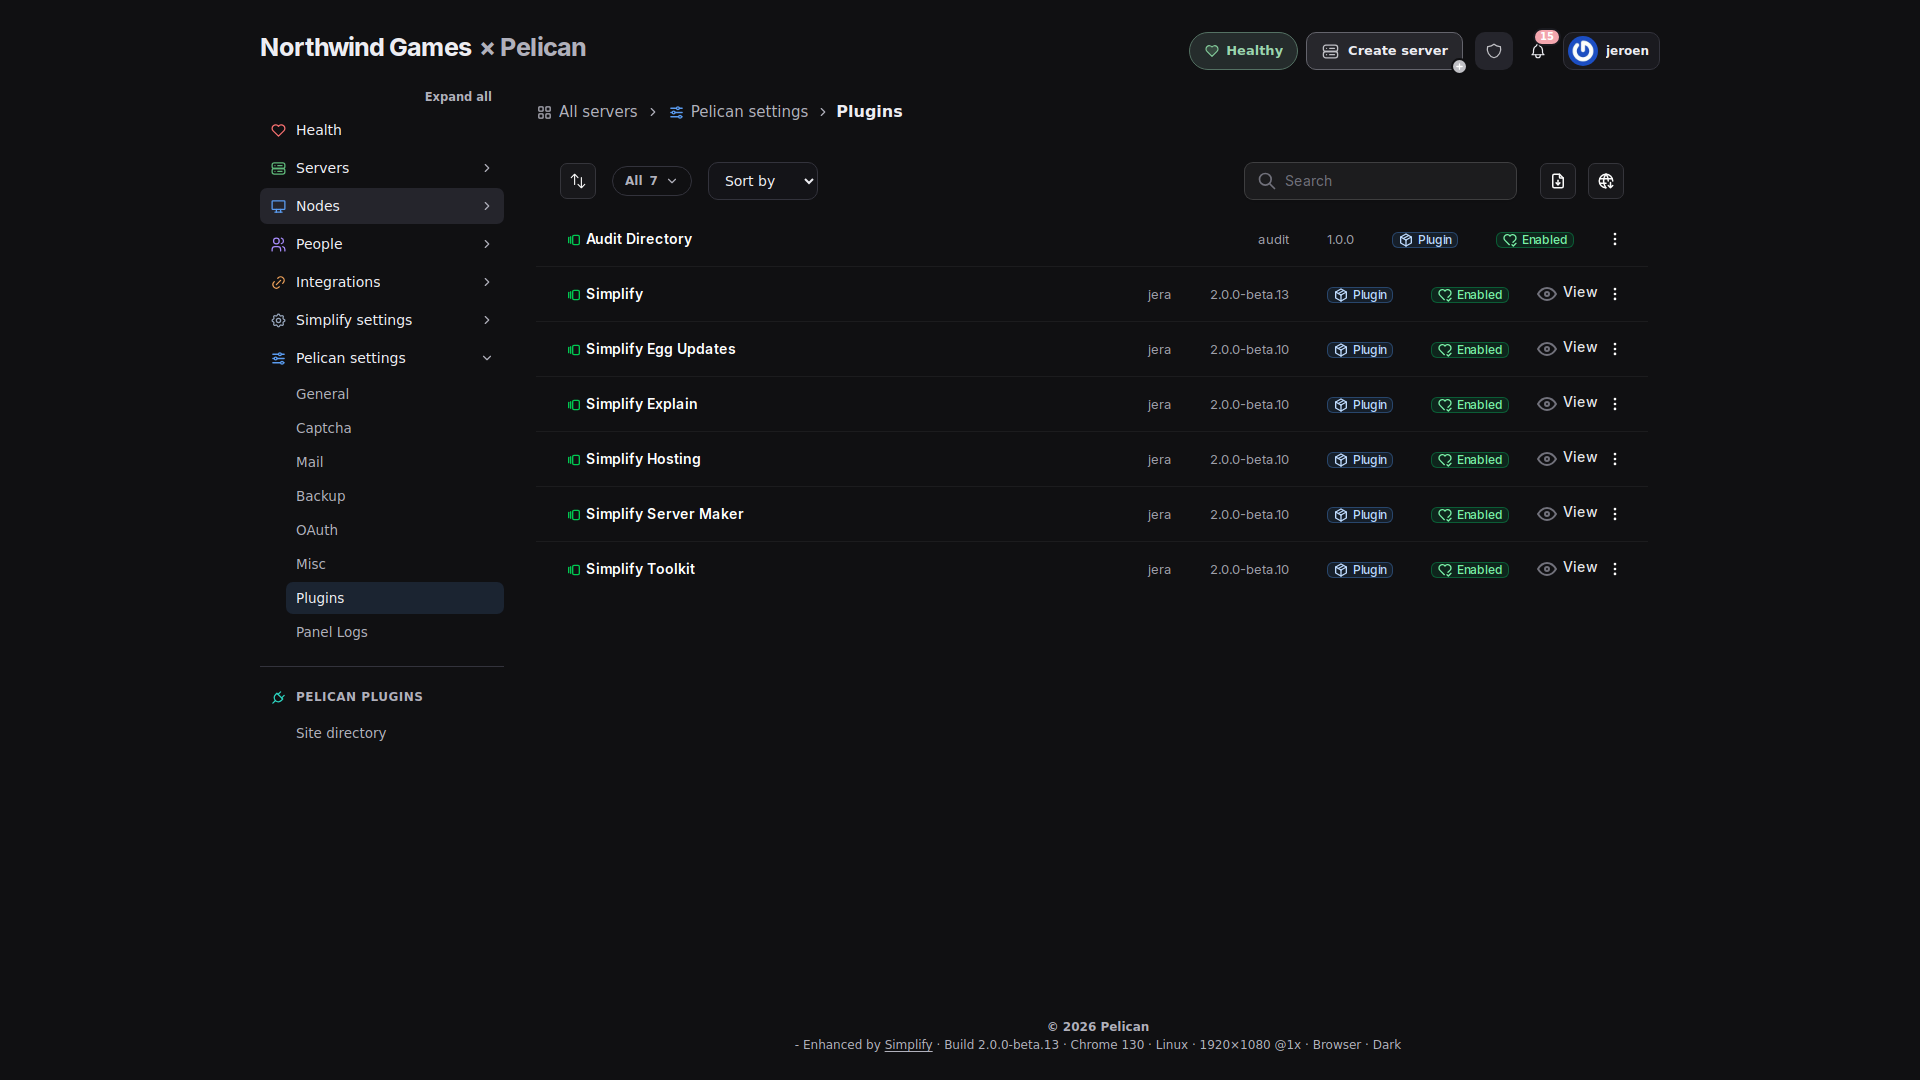 Northwind Games × Pelican
Healthy
Create server
15
jeroen
Expand all
Health
Servers
Nodes
People
Integrations
Simplify settings
Pelican settings
General
Captcha
Mail
Backup
OAuth
Misc
Plugins
Panel Logs
PELICAN PLUGINS
Site directory
All servers > Pelican settings > Plugins
All 7
Sort by
Search
Audit Directory audit 1.0.0 Plugin Enabled
Simplify jera 2.0.0-beta.13 Plugin Enabled View
Simplify Egg Updates jera 2.0.0-beta.10 Plugin Enabled View
Simplify Explain jera 2.0.0-beta.10 Plugin Enabled View
Simplify Hosting jera 2.0.0-beta.10 Plugin Enabled View
Simplify Server Maker jera 2.0.0-beta.10 Plugin Enabled View
Simplify Toolkit jera 2.0.0-beta.10 Plugin Enabled View
© 2026 Pelican
- Enhanced by Simplify · Build 2.0.0-beta.13 · Chrome 130 · Linux · 1920×1080 @1x · Browser · Dark